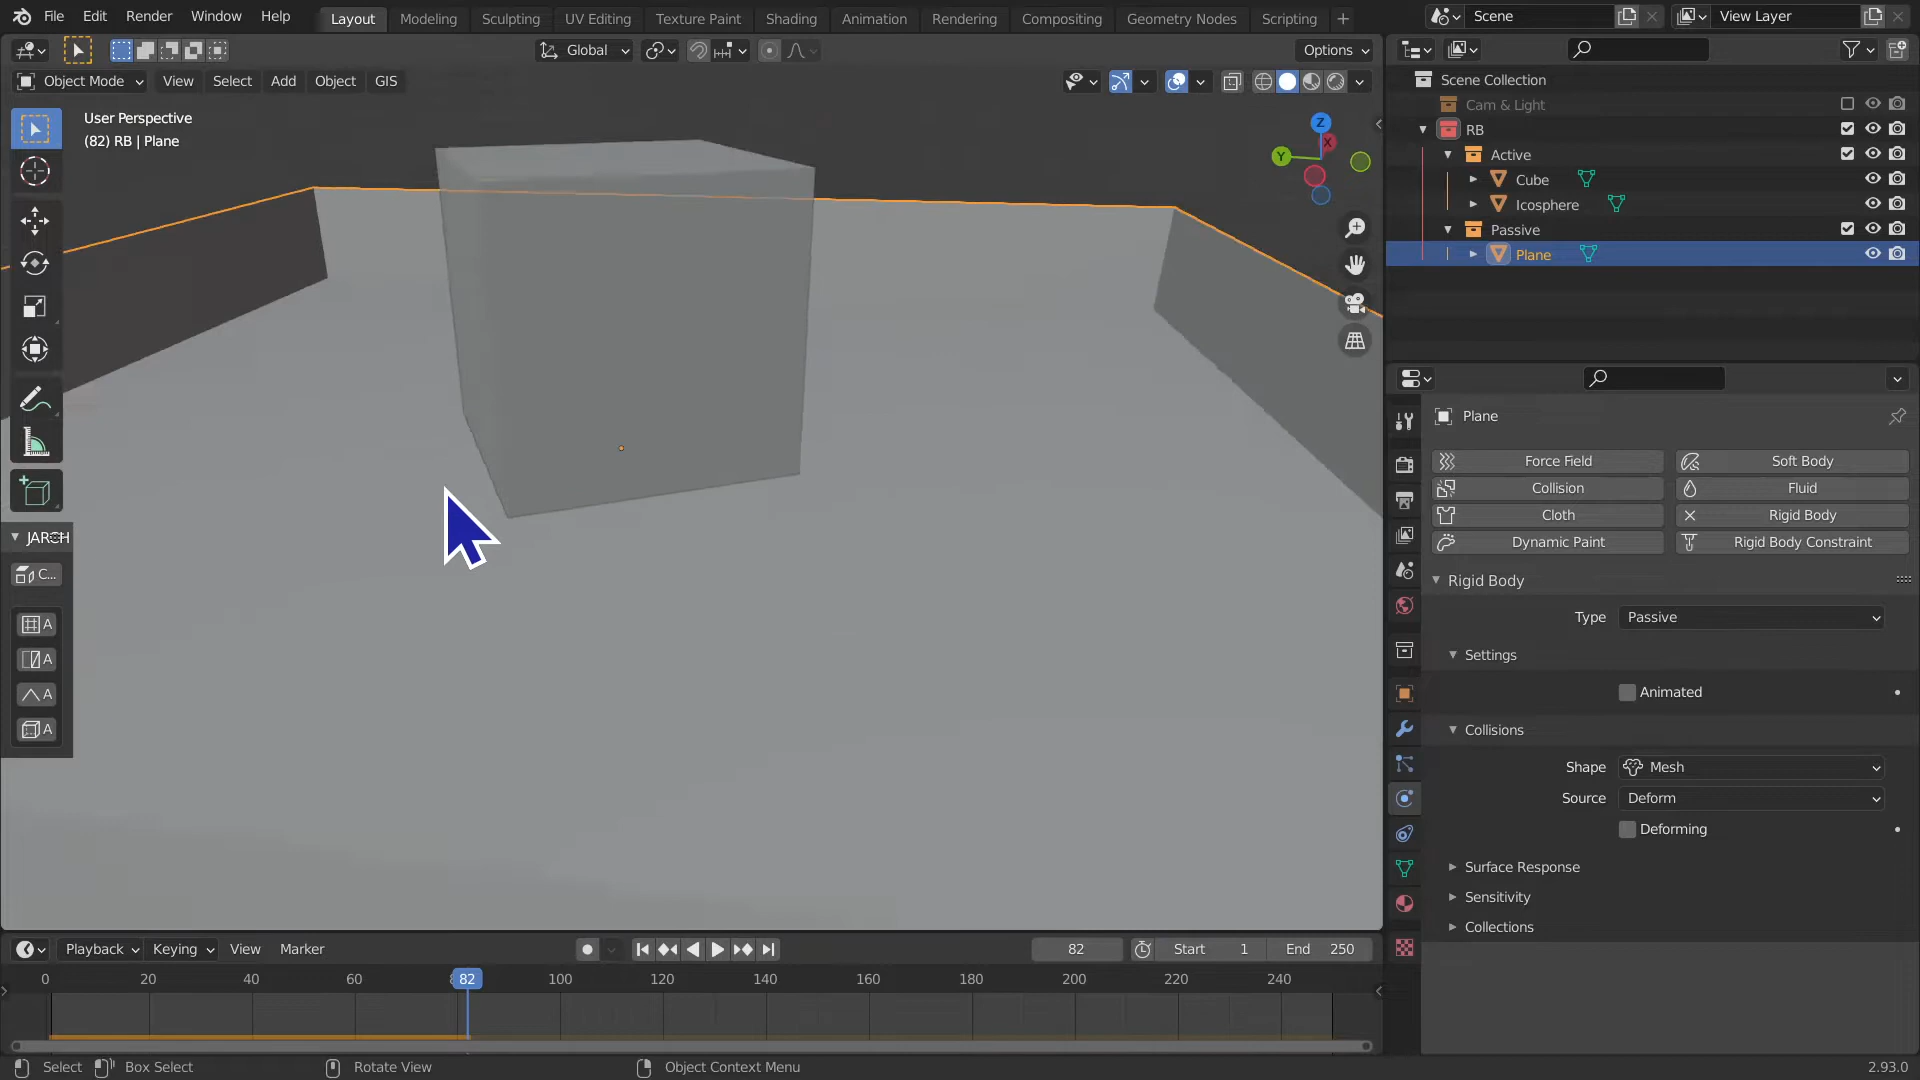 File Edit Render Window Help Layout Modeling Sculpting UV Editing Texture Paint Shading Animation Rendering Compositing Geometry Nodes Scripting + Scene View Layer
Global Options
Object Mode View Select Add Object GIS
User Perspective
(82) RB | Plane
Z
X
Y
JARCH
C...
A
A
A
A
Scene Collection
Cam & Light
RB
Active
Cube
Icosphere
Passive
Plane
Plane
Force Field Soft Body
Collision Fluid
Cloth Rigid Body
Dynamic Paint Rigid Body Constraint
Rigid Body
Type Passive
Settings
Animated
Collisions
Shape Mesh
Source Deform
Deforming
Surface Response
Sensitivity
Collections
Playback Keying View Marker 82 Start 1 End 250
0 20 40 60 82 100 120 140 160 180 200 220 240
Select Box Select Rotate View Object Context Menu 2.93.0